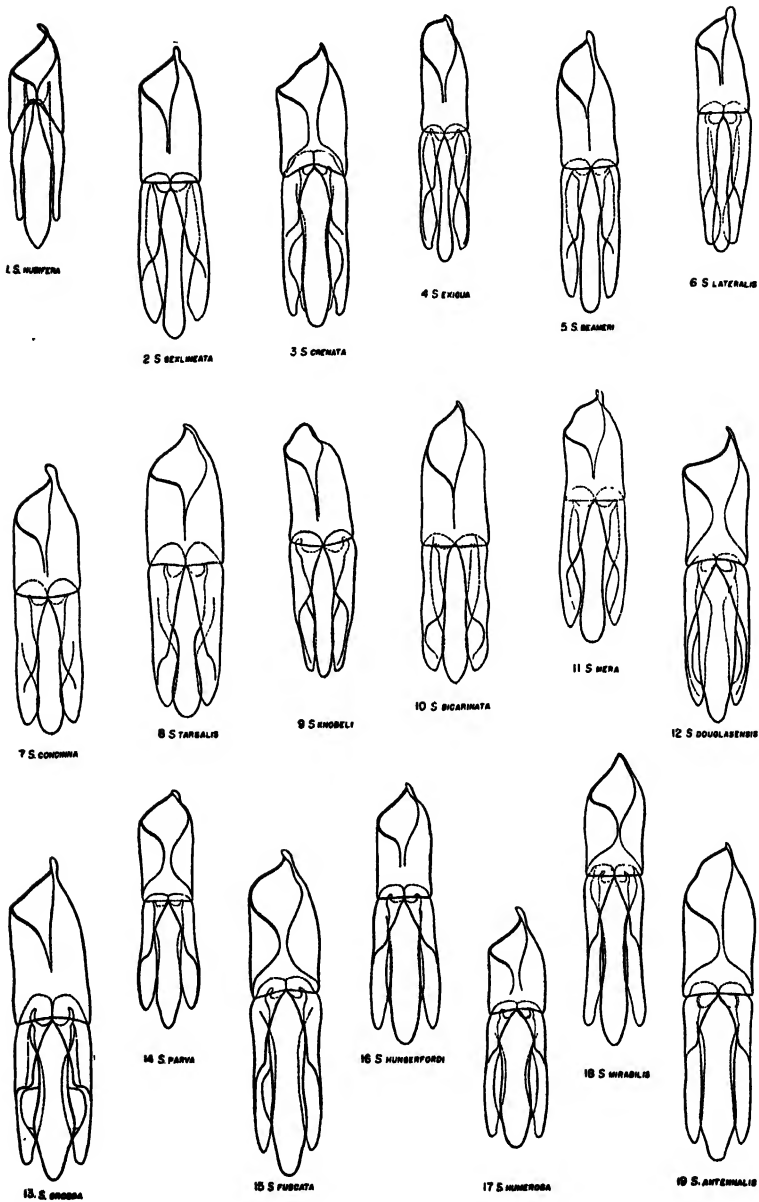 1. S. NUBIFERA
2 S SEXLINEATA
3 S CRENATA
4 S EXIGUA
5 S. BEAMERI
6 S LATERALIS
7 S. CONCINNA
8 S TARSALIS
9 S KNOBELI
10 S BICARINATA
11 S MERA
12 S DOUGLASENSIS
13. S. GROSSA
14 S. PARVA
15 S FUSCATA
16 S HUNGERFORDI
17 S HUMEROSA
18 S MIRABILIS
19 S. ANTENNALIS